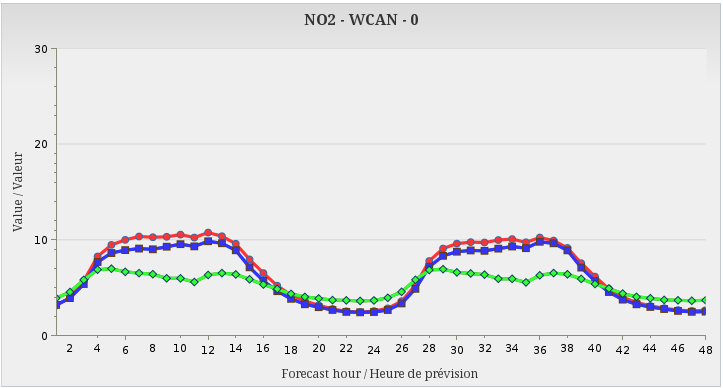 NO2 - WCAN - 0
Value / Valeur
30
20
10
0
2 4 6 8 10 12 14 16 18 20 22 24 26 28 30 32 34 36 38 40 42 44 46 48
Forecast hour / Heure de prévision